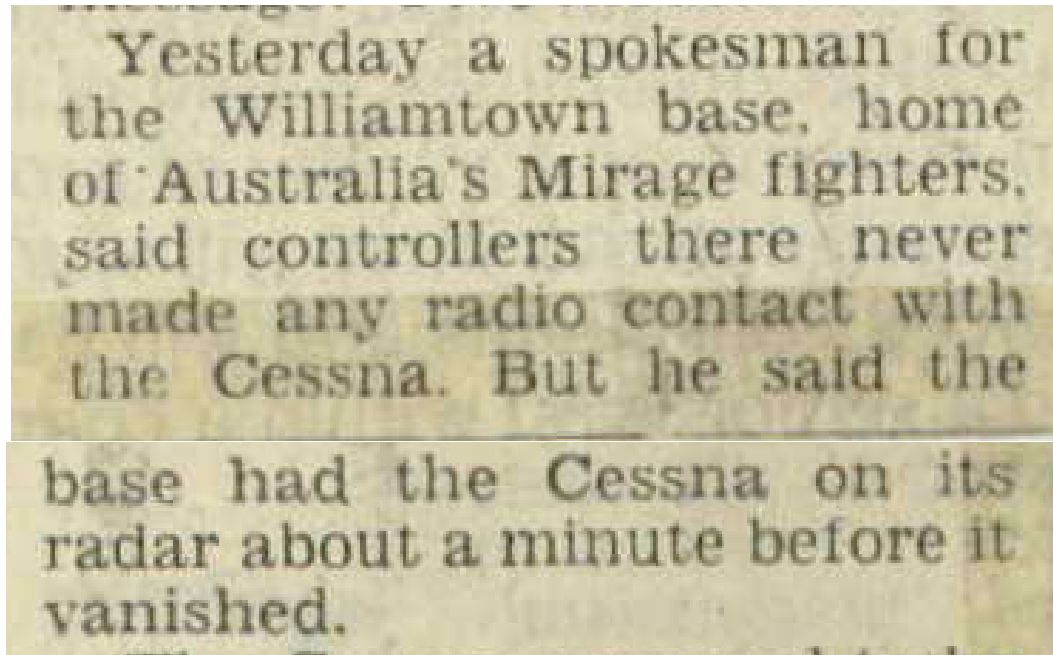 Yesterday a spokesman for
the Williamtown base, home
of Australia's Mirage fighters,
said controllers there never
made any radio contact with
the Cessna. But he said the
base had the Cessna on its
radar about a minute before it
vanished.